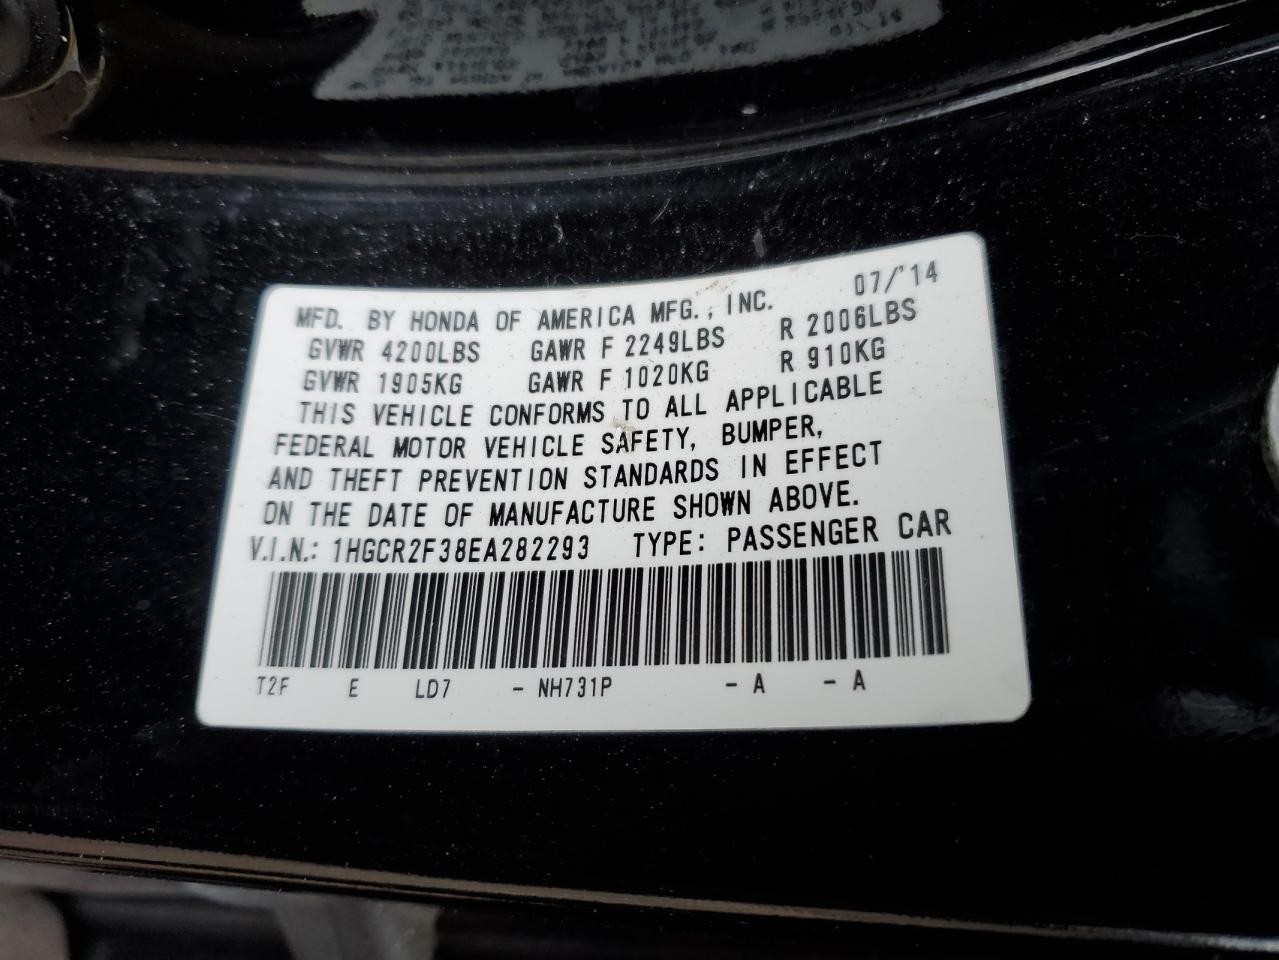 07/'14
MFD. BY HONDA OF AMERICA MFG., INC.
GVWR 4200LBS GAWR F 2249LBS R 2006LBS
GVWR 1905KG GAWR F 1020KG R 910KG
THIS VEHICLE CONFORMS TO ALL APPLICABLE
FEDERAL MOTOR VEHICLE SAFETY, BUMPER,
AND THEFT PREVENTION STANDARDS IN EFFECT
ON THE DATE OF MANUFACTURE SHOWN ABOVE.
V.I.N.: 1HGCR2F38EA282293 TYPE: PASSENGER CAR
T2F E LD7 - NH731P - A - A